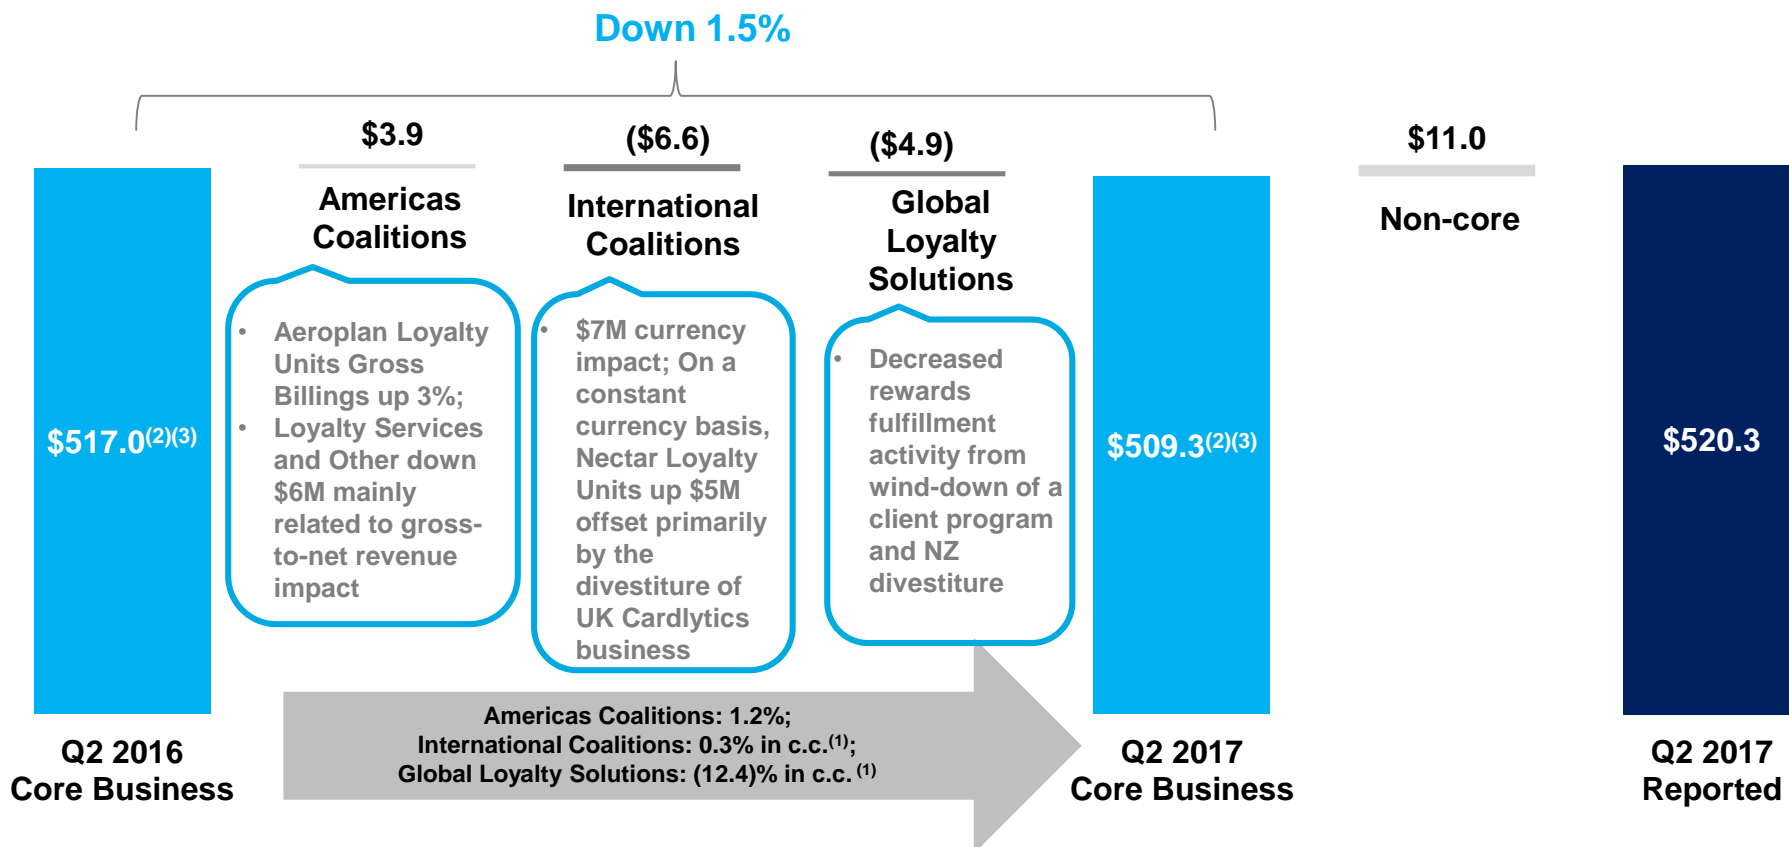 Down 1.5%
$3.9
($6.6)
($4.9)
$11.0
Americas
Coalitions
International
Coalitions
Global
Loyalty
Solutions
Non-core
• Aeroplan Loyalty
Units Gross
Billings up 3%;
• Loyalty Services
and Other down
$6M mainly
related to gross-
to-net revenue
impact
• $7M currency
impact; On a
constant
currency basis,
Nectar Loyalty
Units up $5M
offset primarily
by the
divestiture of
UK Cardlytics
business
• Decreased
rewards
fulfillment
activity from
wind-down of a
client program
and NZ
divestiture
$517.0(2)(3)
$509.3(2)(3)
$520.3
Americas Coalitions: 1.2%;
International Coalitions: 0.3% in c.c.(1);
Global Loyalty Solutions: (12.4)% in c.c. (1)
Q2 2016
Core Business
Q2 2017
Core Business
Q2 2017
Reported